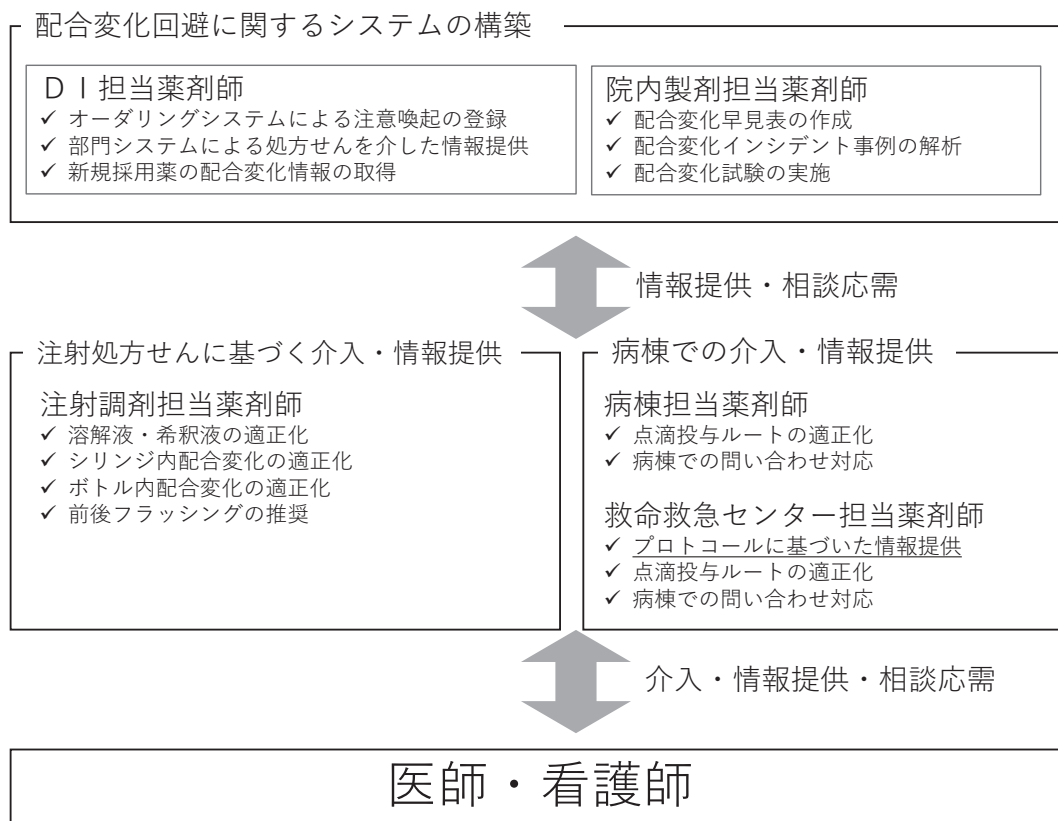 配合変化回避に関するシステムの構築
ＤＩ担当薬剤師
✓ オーダリングシステムによる注意喚起の登録
✓ 部門システムによる処方せんを介した情報提供
✓ 新規採用薬の配合変化情報の取得
院内製剤担当薬剤師
✓ 配合変化早見表の作成
✓ 配合変化インシデント事例の解析
✓ 配合変化試験の実施
情報提供・相談応需
注射処方せんに基づく介入・情報提供
注射調剤担当薬剤師
✓ 溶解液・希釈液の適正化
✓ シリンジ内配合変化の適正化
✓ ボトル内配合変化の適正化
✓ 前後フラッシングの推奨
病棟での介入・情報提供
病棟担当薬剤師
✓ 点滴投与ルートの適正化
✓ 病棟での問い合わせ対応
救命救急センター担当薬剤師
✓ プロトコールに基づいた情報提供
✓ 点滴投与ルートの適正化
✓ 病棟での問い合わせ対応
介入・情報提供・相談応需
医師・看護師